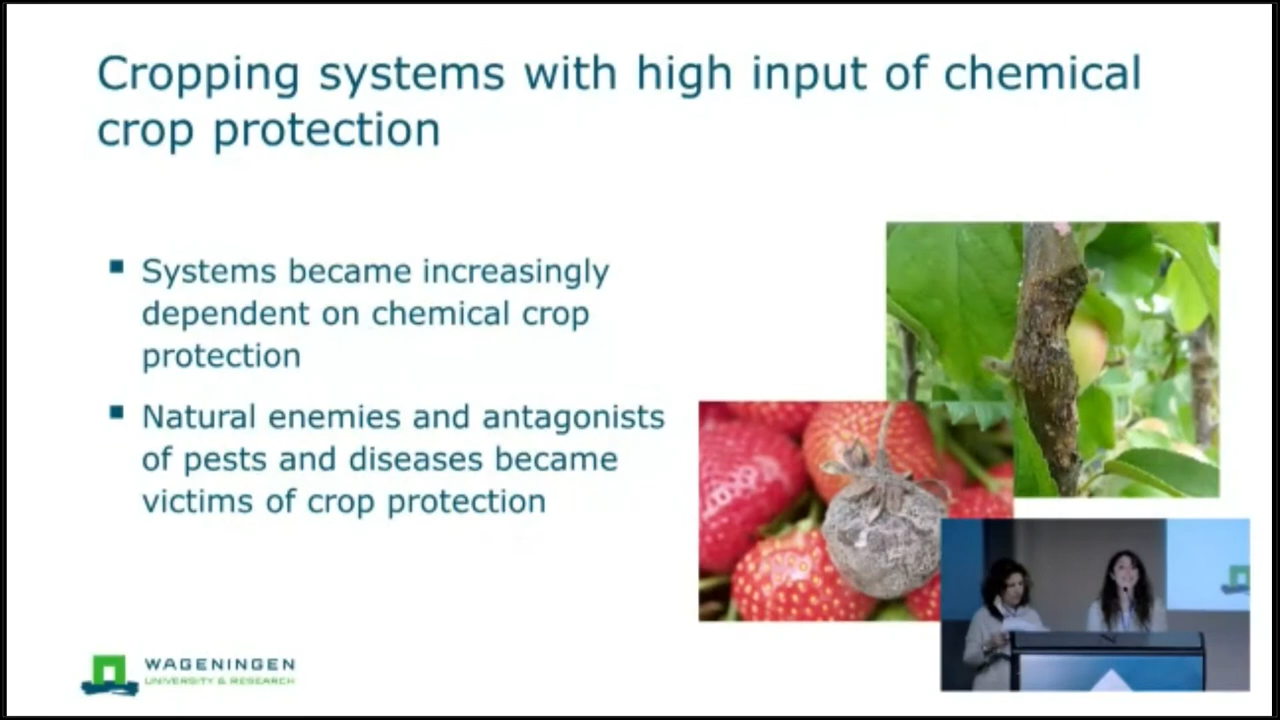 Cropping systems with high input of chemical
crop protection
Systems became increasingly
dependent on chemical crop
protection
Natural enemies and antagonists
of pests and diseases became
victims of crop protection
WAGENINGEN
UNIVERSITY & RESEARCH